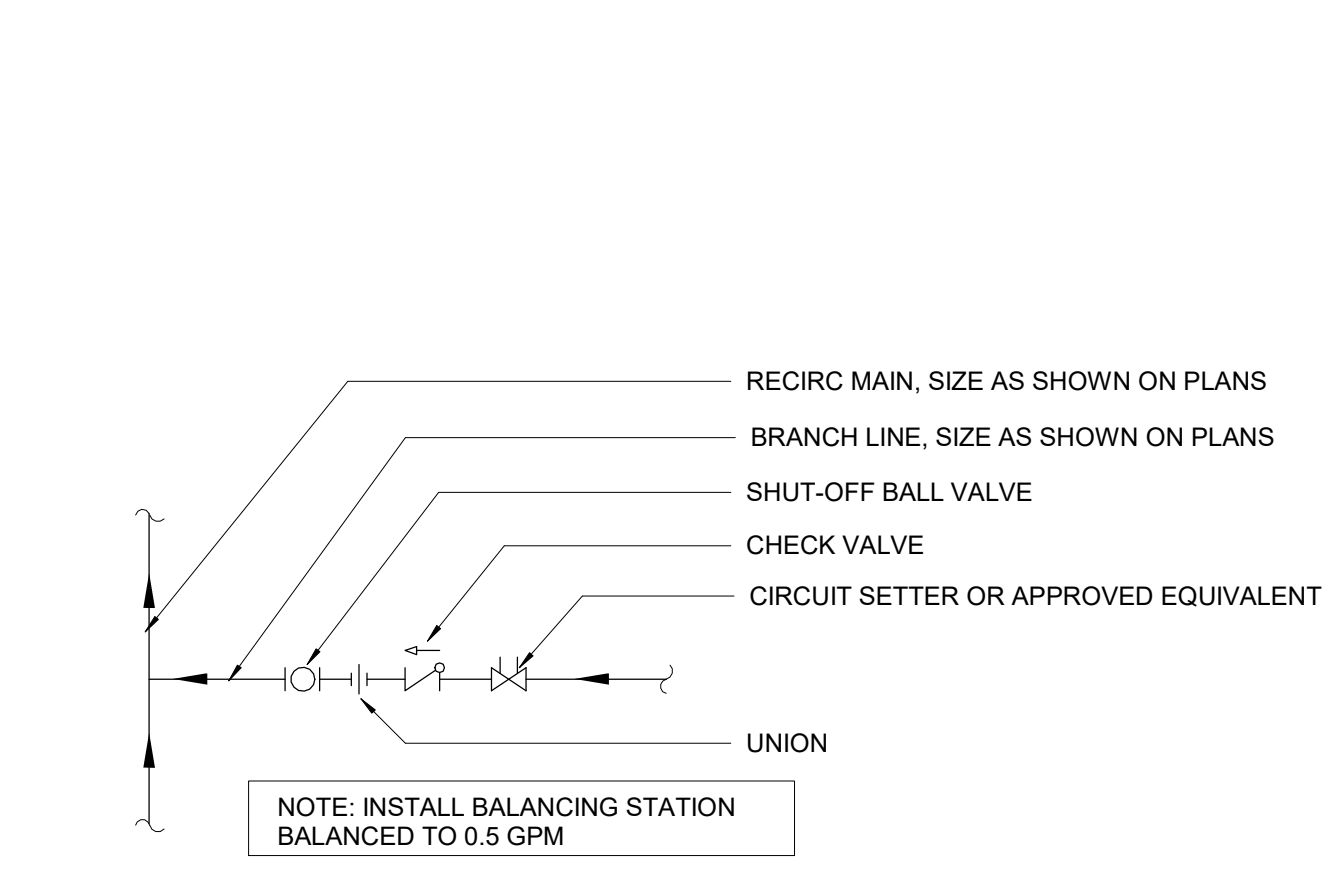 RECIRC MAIN, SIZE AS SHOWN ON PLANS
BRANCH LINE, SIZE AS SHOWN ON PLANS
SHUT-OFF BALL VALVE
CHECK VALVE
CIRCUIT SETTER OR APPROVED EQUIVALENT
UNION
NOTE: INSTALL BALANCING STATION
BALANCED TO 0.5 GPM